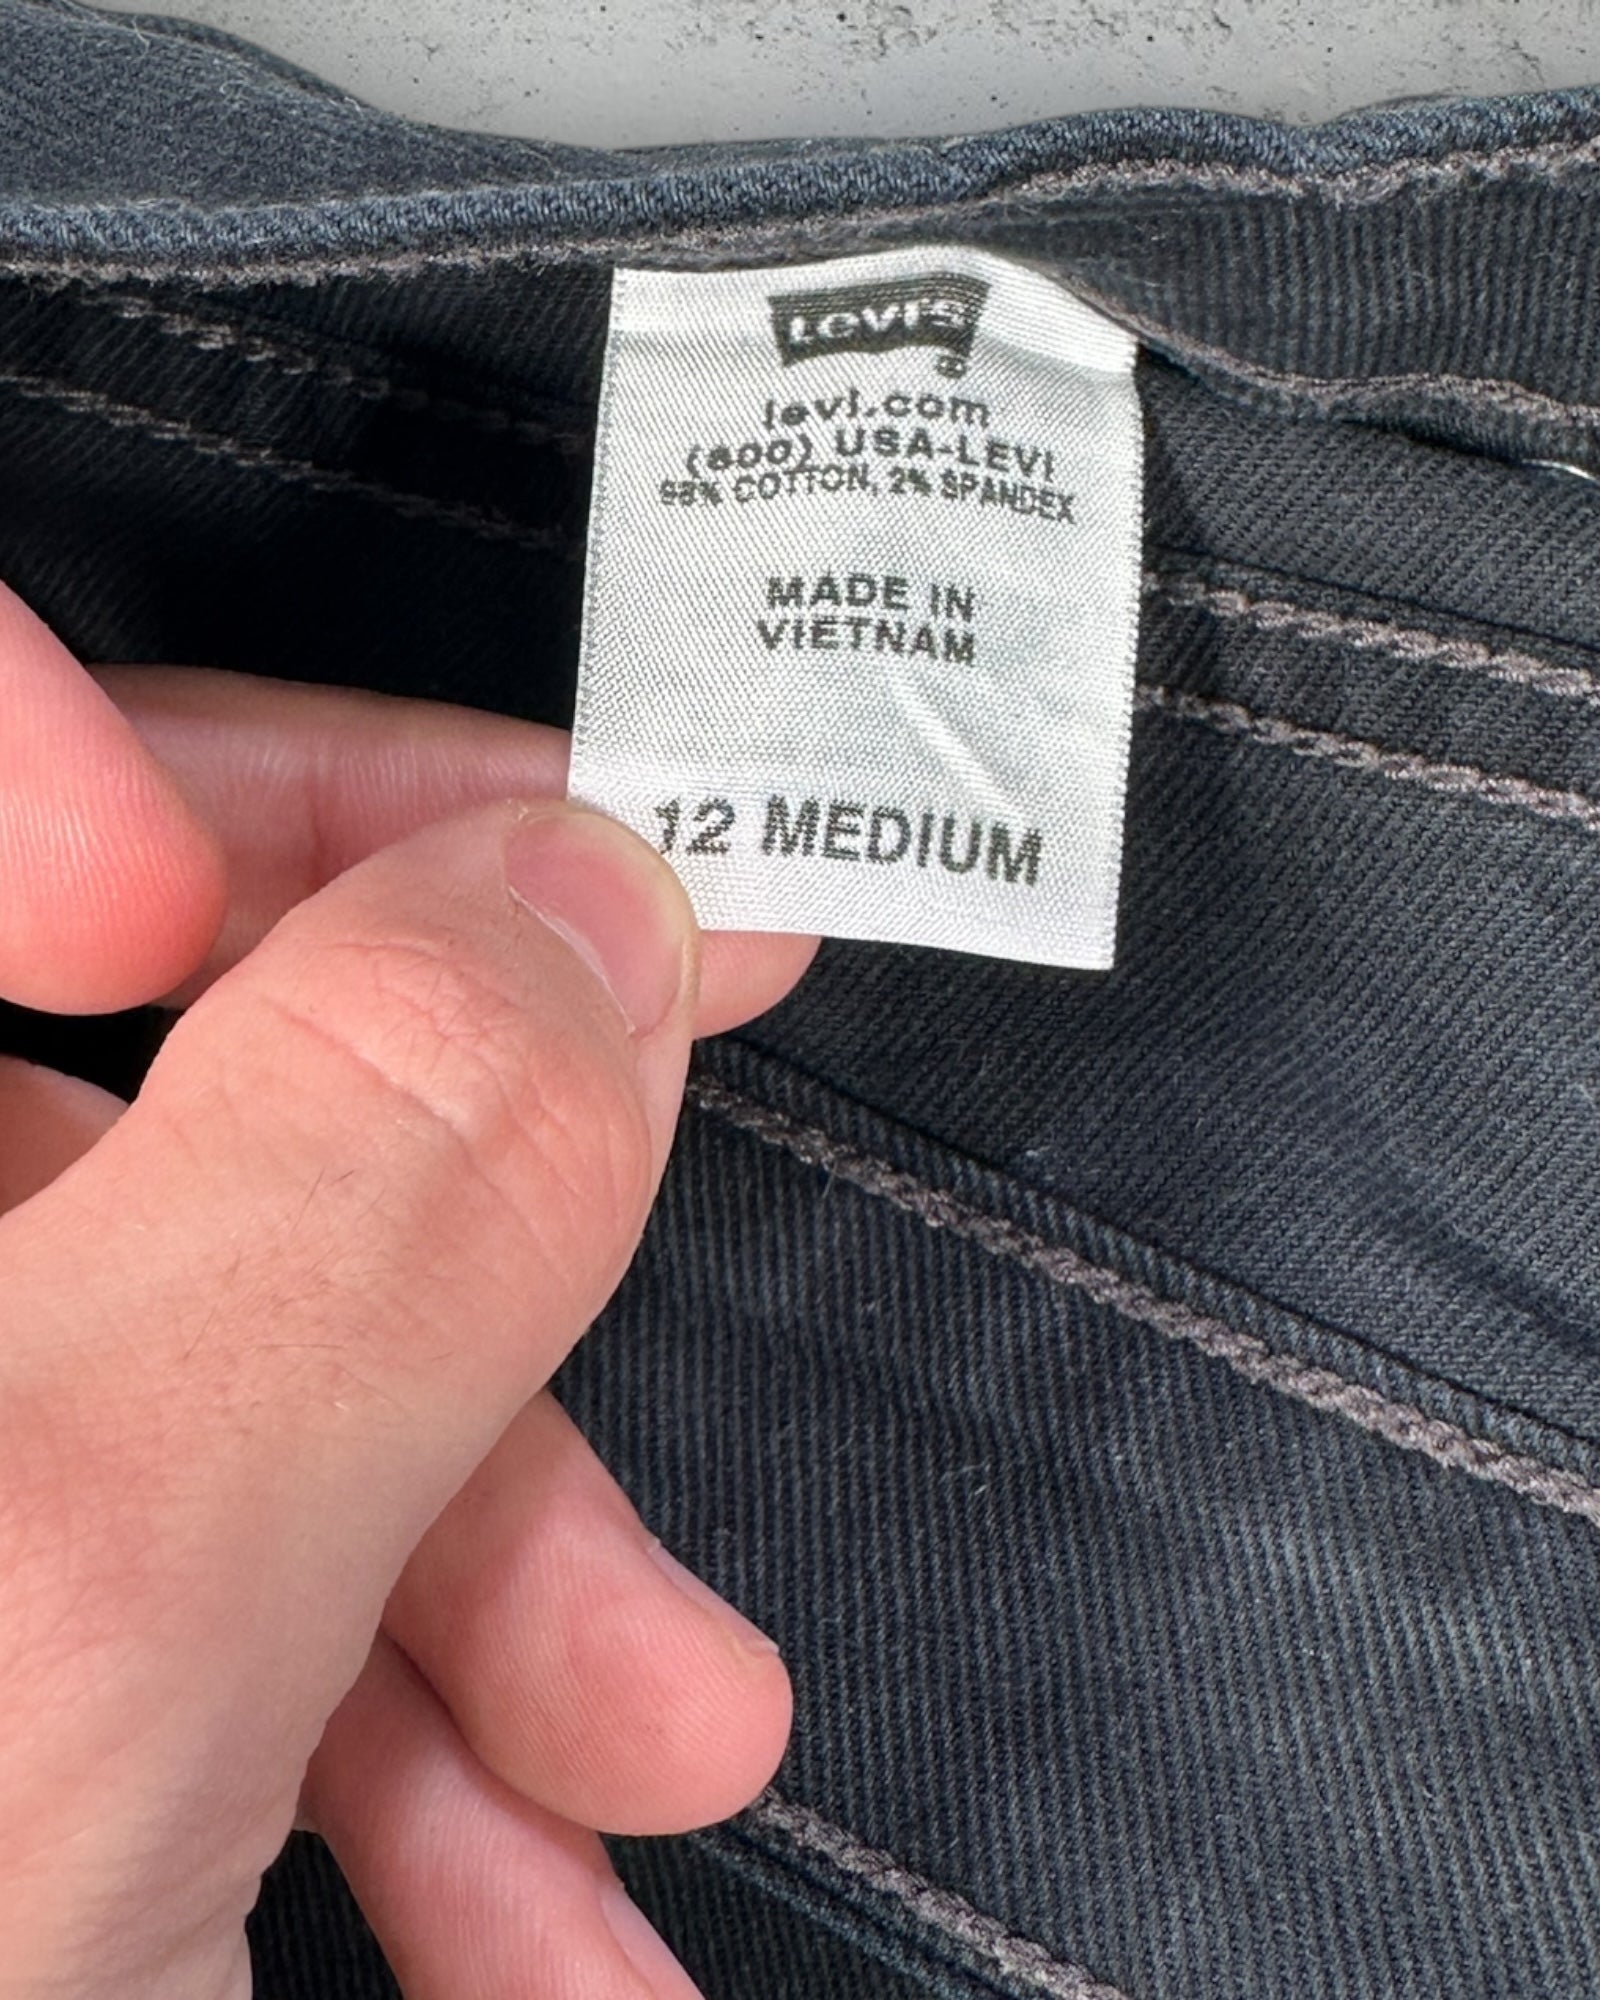 Levi's
levi.com
(800) USA-LEVI
98% COTTON, 2% SPANDEX
MADE IN
VIETNAM
12 MEDIUM